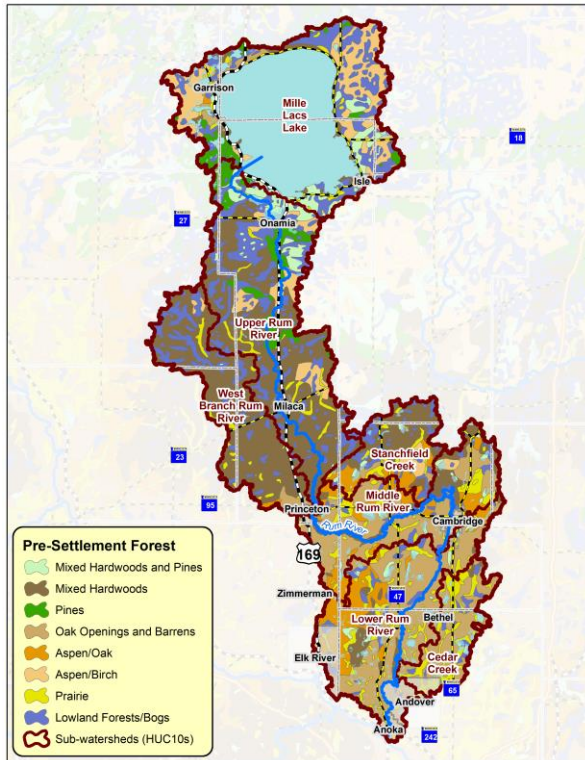 Garrison
Mille
Lacs
Lake
18
Isle
27
Onamia
Upper Rum
River
West
Branch Rum
River
Milaca
23
Stanchfield
Creek
95
Middle
Rum River
Princeton
Rum River
Cambridge
169
Zimmerman
47
Lower Rum
River
Bethel
Elk River
Cedar
Creek
65
Andover
Anoka
242
Pre-Settlement Forest
Mixed Hardwoods and Pines
Mixed Hardwoods
Pines
Oak Openings and Barrens
Aspen/Oak
Aspen/Birch
Prairie
Lowland Forests/Bogs
Sub-watersheds (HUC10s)